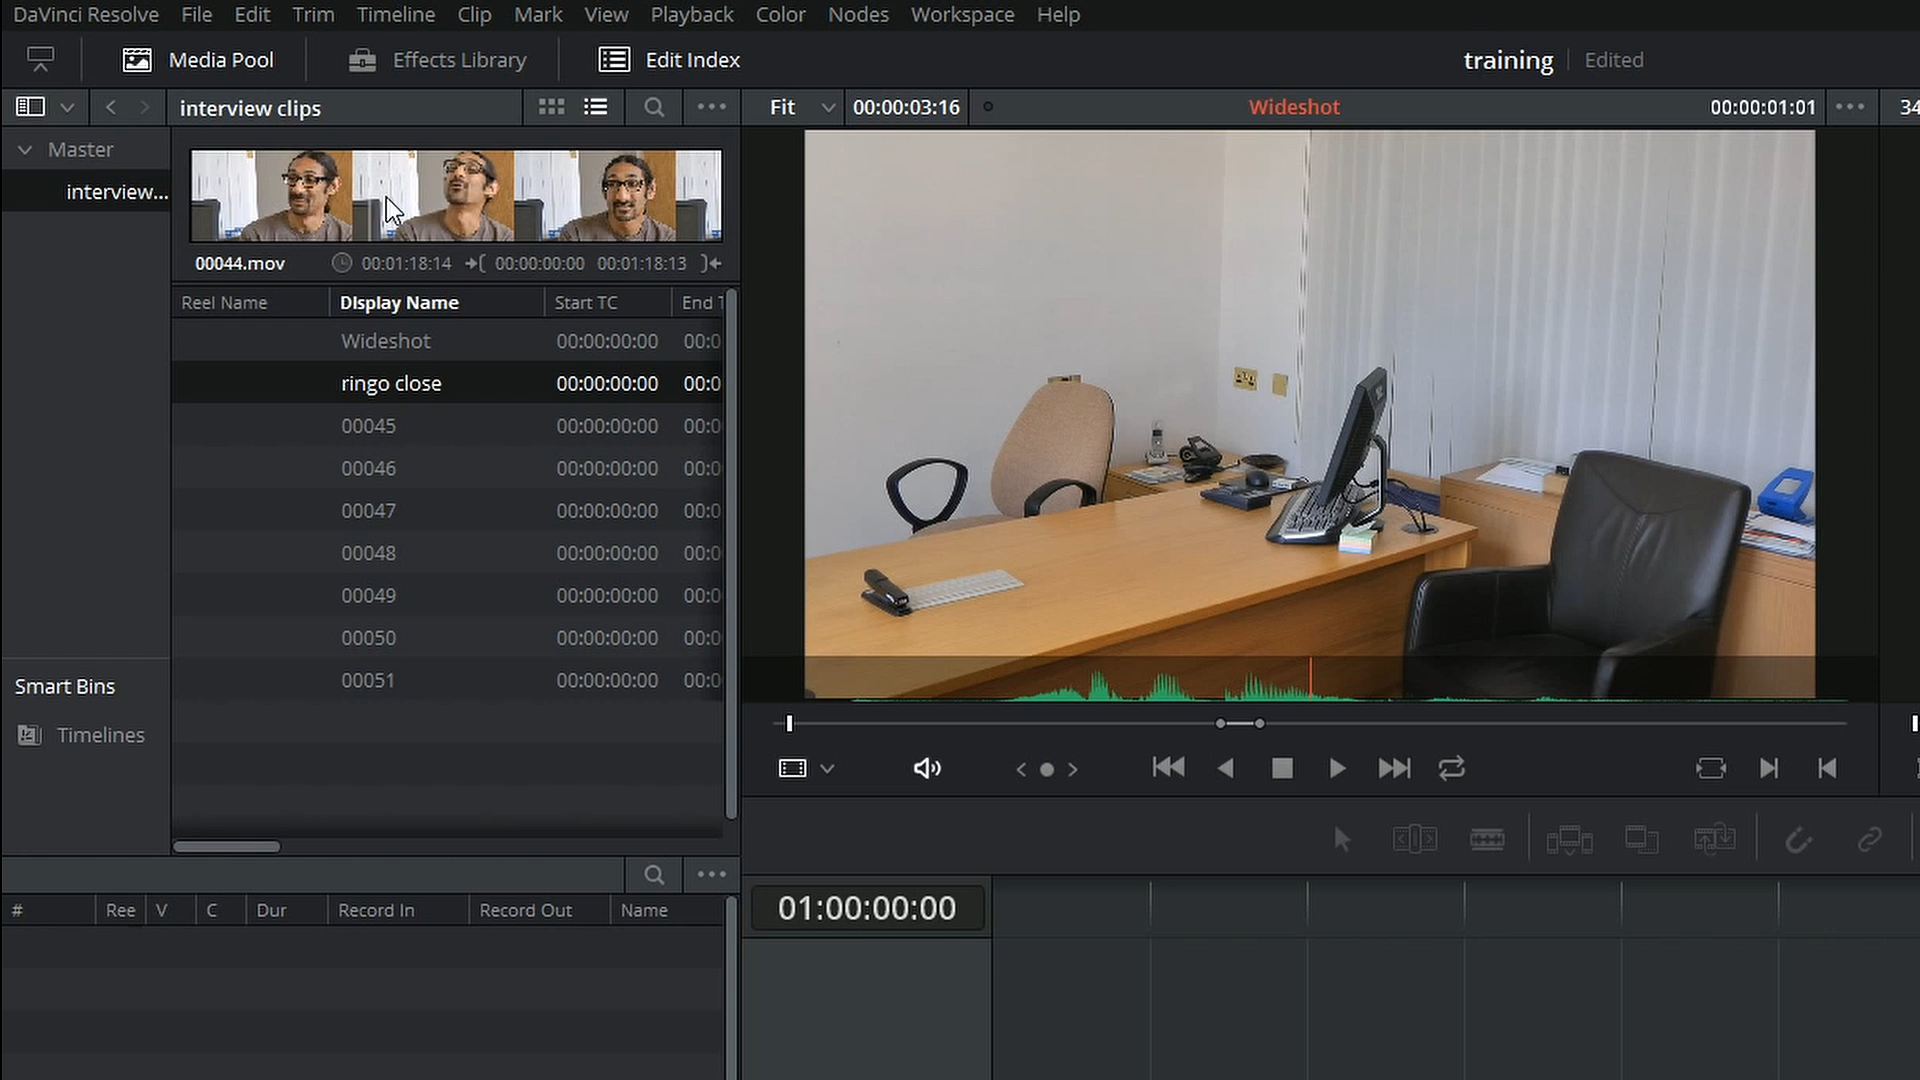 DaVinci Resolve File Edit Trim Timeline Clip Mark View Playback Color Nodes Workspace Help
Media Pool Effects Library Edit Index training Edited
interview clips Fit 00:00:03:16 Wideshot 00:00:01:01 34
Master
interview...
00044.mov 00:01:18:14 00:00:00:00 00:01:18:13
Reel Name DIsplay Name Start TC End T
Wideshot 00:00:00:00 00:0
ringo close 00:00:00:00 00:0
00045 00:00:00:00 00:0
00046 00:00:00:00 00:0
00047 00:00:00:00 00:0
00048 00:00:00:00 00:0
00049 00:00:00:00 00:0
00050 00:00:00:00 00:0
00051 00:00:00:00 00:0
Smart Bins
Timelines
# Ree V C Dur Record In Record Out Name
01:00:00:00